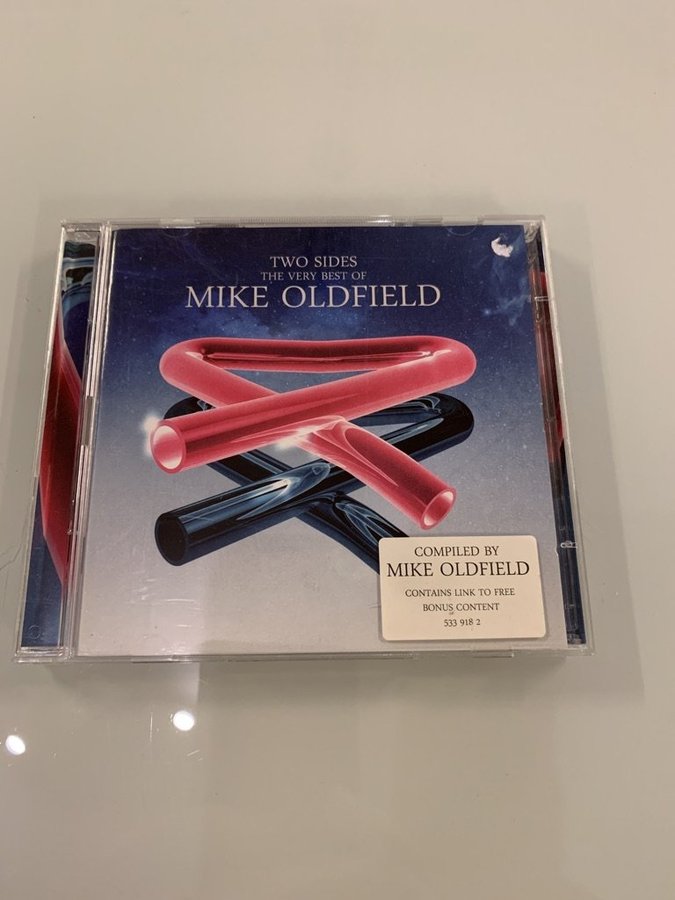 TWO SIDES
THE VERY BEST OF
MIKE OLDFIELD
COMPILED BY
MIKE OLDFIELD
CONTAINS LINK TO FREE
BONUS CONTENT
533 918 2